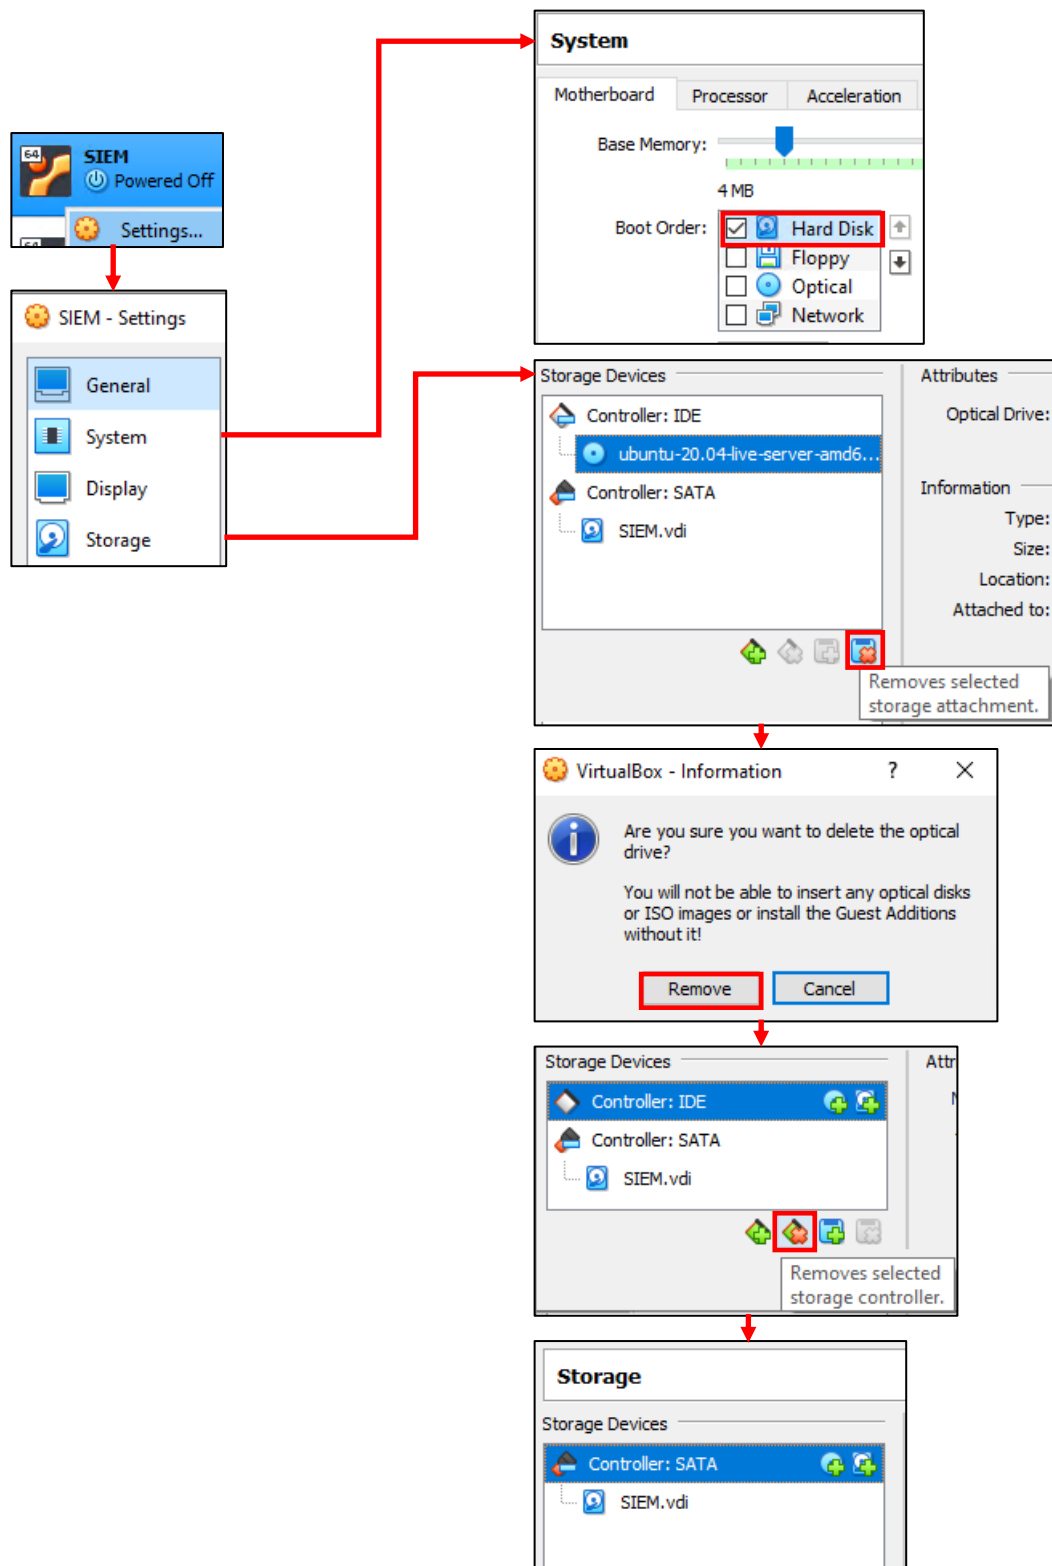 64
SIEM
Powered Off
Settings...
SIEM - Settings
General
System
Display
Storage
System
Motherboard
Processor
Acceleration
Base Memory:
4 MB
Boot Order:
Hard Disk
Floppy
Optical
Network
Storage Devices
Attributes
Controller: IDE
Optical Drive:
ubuntu-20.04-live-server-amd6...
Controller: SATA
Information
SIEM.vdi
Type:
Size:
Location:
Attached to:
Removes selected
storage attachment.
VirtualBox - Information
?
Are you sure you want to delete the optical
drive?
You will not be able to insert any optical disks
or ISO images or install the Guest Additions
without it!
Remove
Cancel
Storage Devices
Attr
Controller: IDE
Controller: SATA
SIEM.vdi
Removes selected
storage controller.
Storage
Storage Devices
Controller: SATA
SIEM.vdi